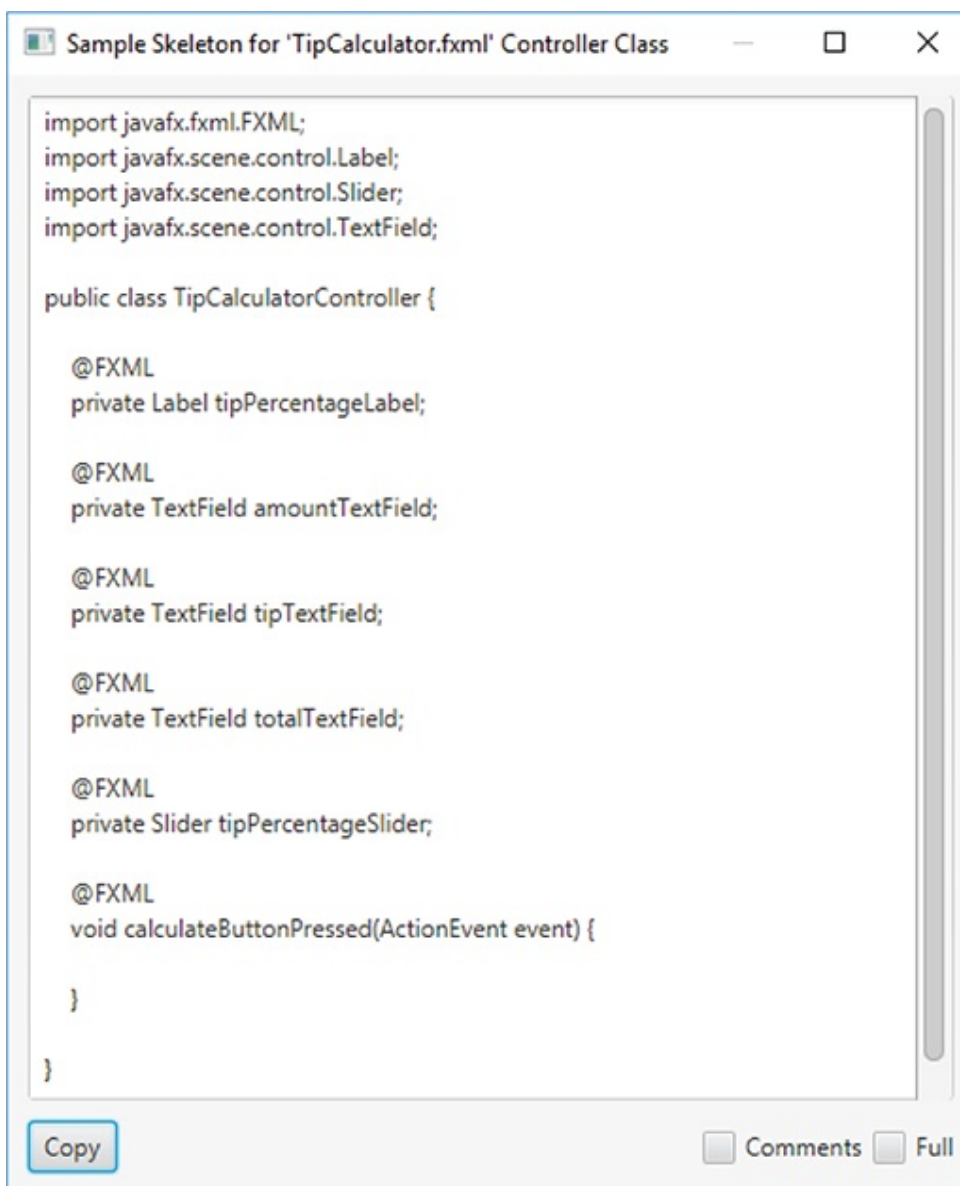 Sample Skeleton for 'TipCalculator.fxml' Controller Class
import javafx.fxml.FXML;
import javafx.scene.control.Label;
import javafx.scene.control.Slider;
import javafx.scene.control.TextField;
public class TipCalculatorController {
@FXML
private Label tipPercentageLabel;
@FXML
private TextField amountTextField;
@FXML
private TextField tipTextField;
@FXML
private TextField totalTextField;
@FXML
private Slider tipPercentageSlider;
@FXML
void calculateButtonPressed(ActionEvent event) {
}
}
Copy
Comments Full